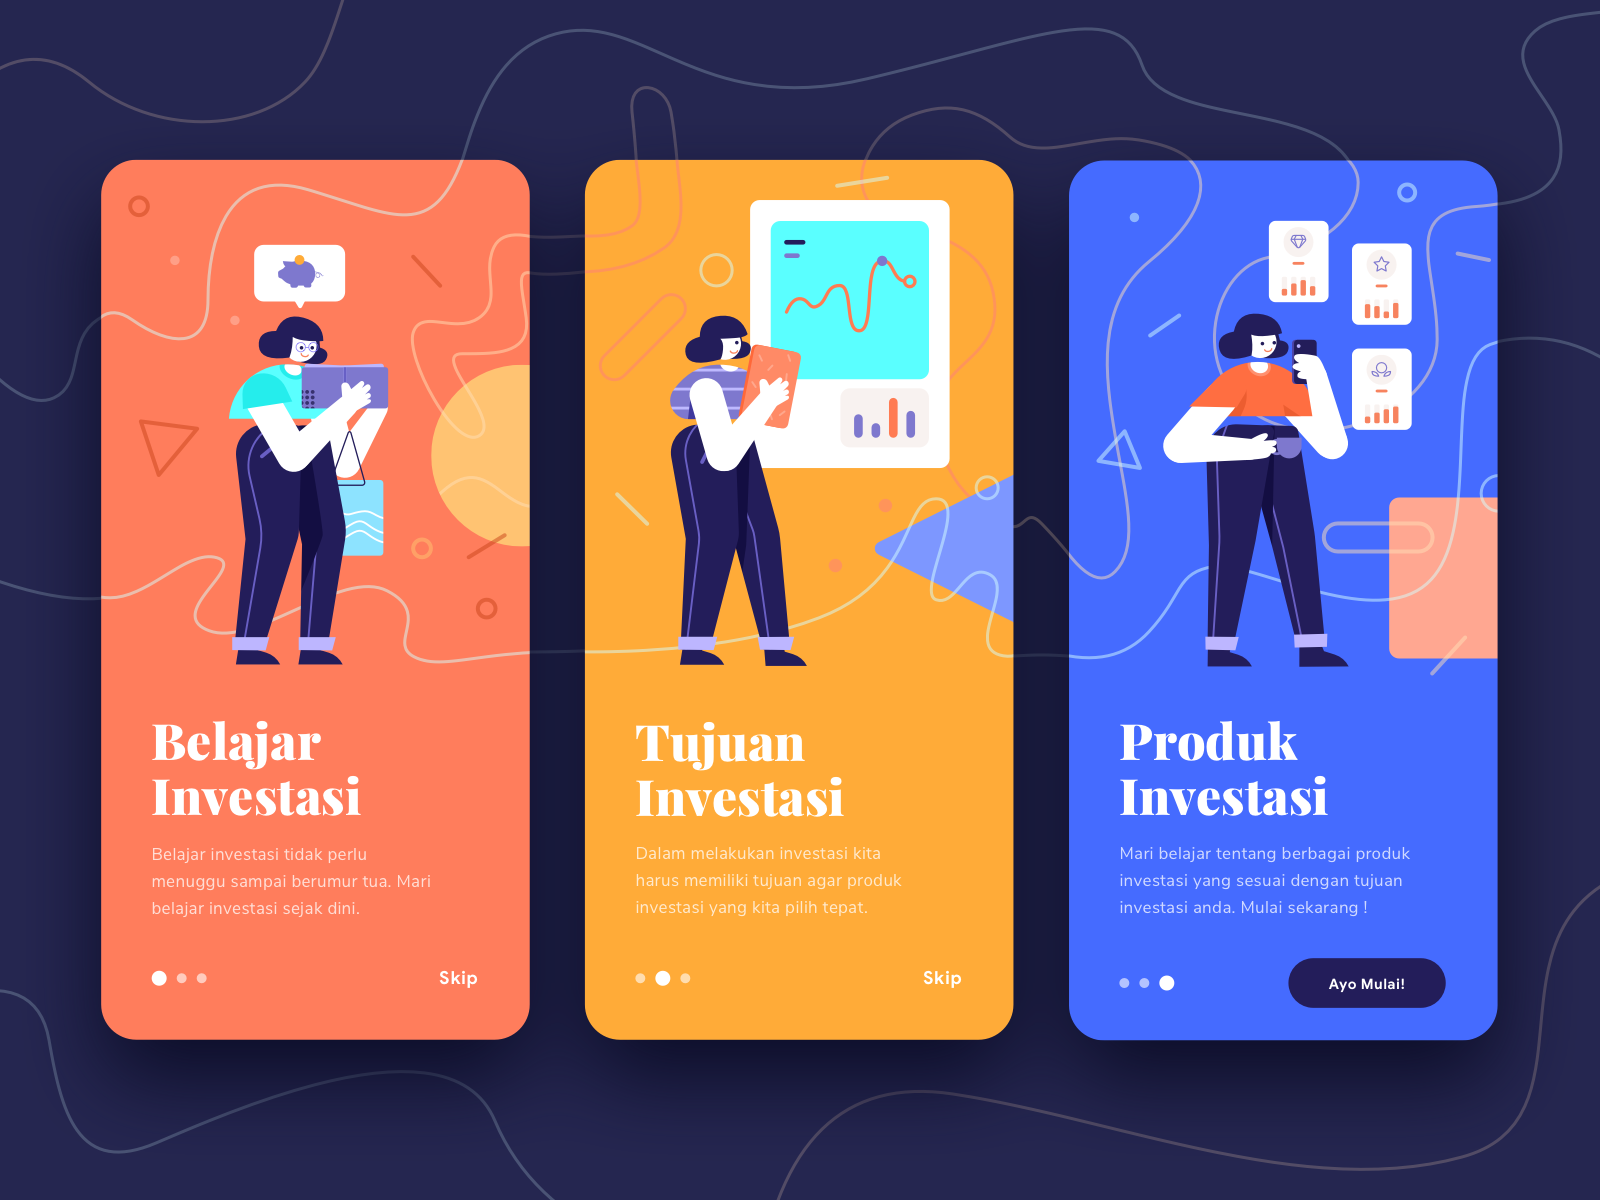 Belajar
Investasi
Belajar investasi tidak perlu
menuggu sampai berumur tua. Mari
belajar investasi sejak dini.
Skip
Tujuan
Investasi
Dalam melakukan investasi kita
harus memiliki tujuan agar produk
investasi yang kita pilih tepat.
Skip
Produk
Investasi
Mari belajar tentang berbagai produk
investasi yang sesuai dengan tujuan
investasi anda. Mulai sekarang !
Ayo Mulai!